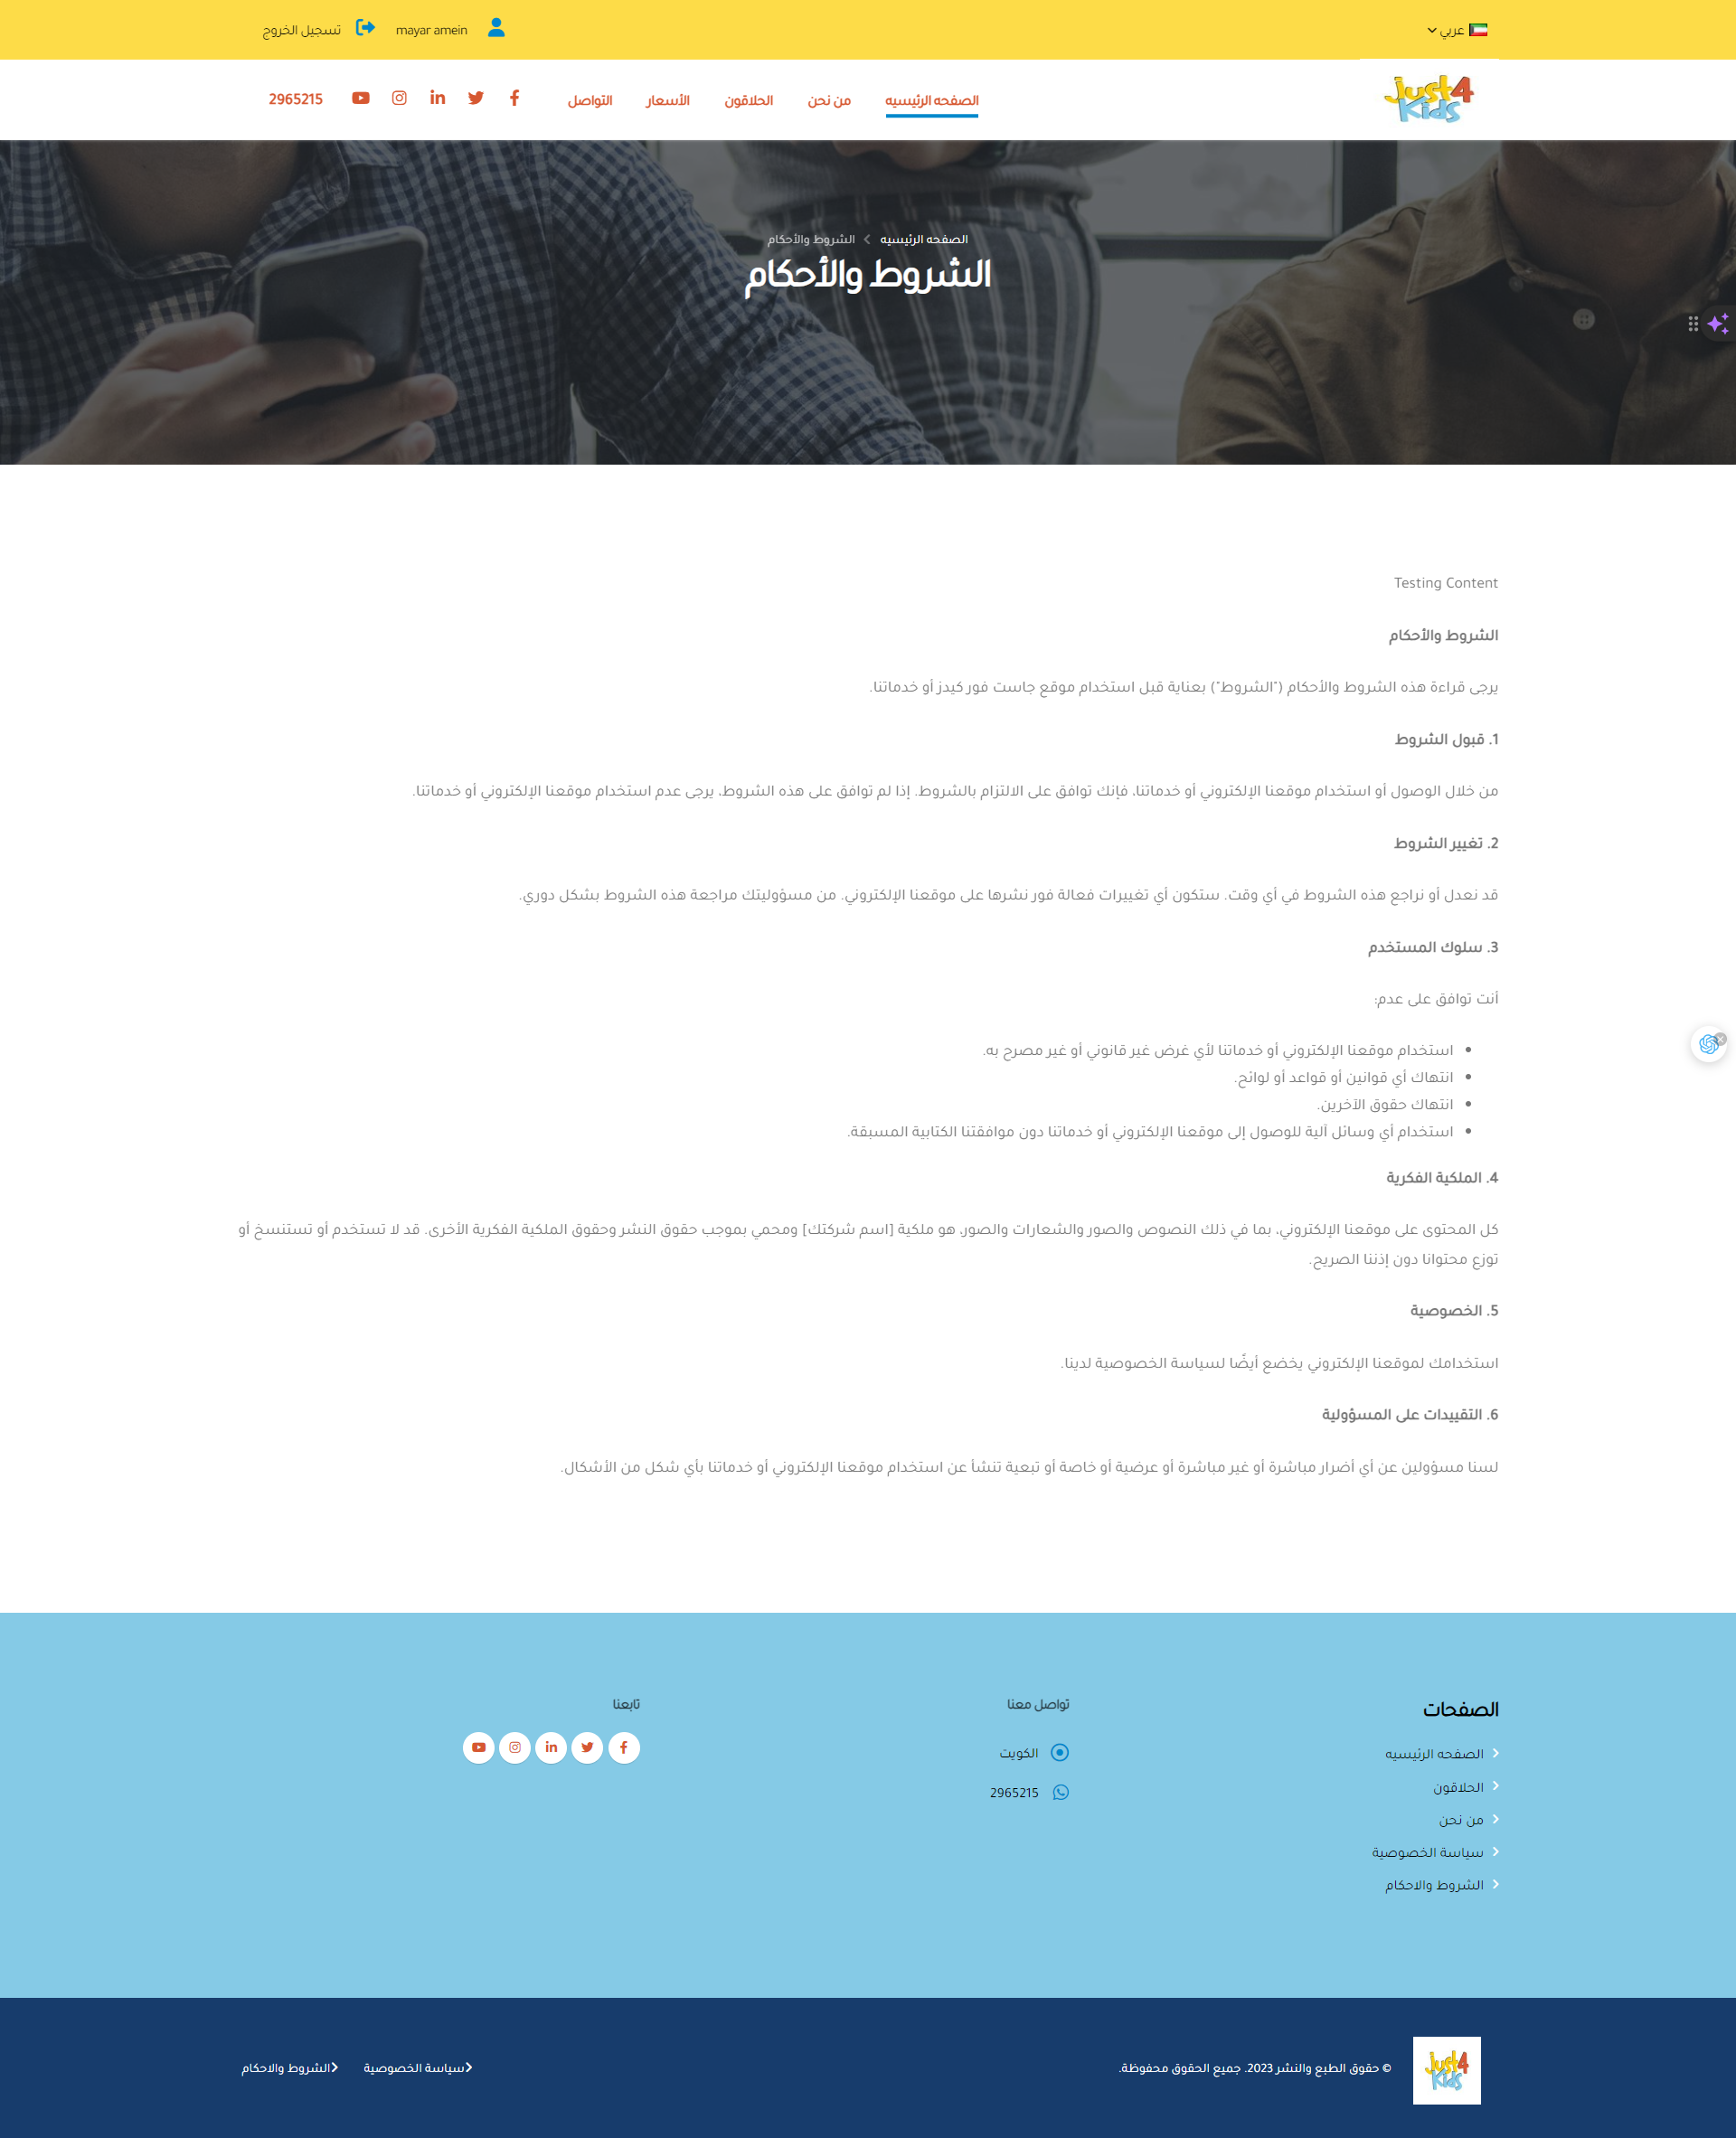 عربي
mayar amein
تسجيل الخروج
Just4 Kids
الصفحه الرئيسيه
من نحن
الحلاقون
الأسعار
التواصل
2965215
الصفحه الرئيسيه
الشروط والأحكام
الشروط والأحكام
Testing Content
الشروط والأحكام
يرجى قراءة هذه الشروط والأحكام ("الشروط") بعناية قبل استخدام موقع جاست فور كيدز أو خدماتنا.
1. قبول الشروط
من خلال الوصول أو استخدام موقعنا الإلكتروني أو خدماتنا، فإنك توافق على الالتزام بالشروط. إذا لم توافق على هذه الشروط، يرجى عدم استخدام موقعنا الإلكتروني أو خدماتنا.
2. تغيير الشروط
قد نعدل أو نراجع هذه الشروط في أي وقت. ستكون أي تغييرات فعالة فور نشرها على موقعنا الإلكتروني. من مسؤوليتك مراجعة هذه الشروط بشكل دوري.
3. سلوك المستخدم
أنت توافق على عدم:
• استخدام موقعنا الإلكتروني أو خدماتنا لأي غرض غير قانوني أو غير مصرح به.
• انتهاك أي قوانين أو قواعد أو لوائح.
• انتهاك حقوق الآخرين.
• استخدام أي وسائل آلية للوصول إلى موقعنا الإلكتروني أو خدماتنا دون موافقتنا الكتابية المسبقة.
4. الملكية الفكرية
كل المحتوى على موقعنا الإلكتروني، بما في ذلك النصوص والصور والشعارات والصور، هو ملكية [اسم شركتك] ومحمي بموجب حقوق النشر وحقوق الملكية الفكرية الأخرى. قد لا تستخدم أو تستنسخ أو
توزع محتوانا دون إذننا الصريح.
5. الخصوصية
استخدامك لموقعنا الإلكتروني يخضع أيضًا لسياسة الخصوصية لدينا.
6. التقييدات على المسؤولية
لسنا مسؤولين عن أي أضرار مباشرة أو غير مباشرة أو عرضية أو خاصة أو تبعية تنشأ عن استخدام موقعنا الإلكتروني أو خدماتنا بأي شكل من الأشكال.
الصفحات
الصفحه الرئيسيه
الحلاقون
من نحن
سياسة الخصوصية
الشروط والاحكام
تواصل معنا
الكويت
2965215
تابعنا
Just4 Kids
© حقوق الطبع والنشر 2023. جميع الحقوق محفوظة.
سياسة الخصوصية
الشروط والاحكام